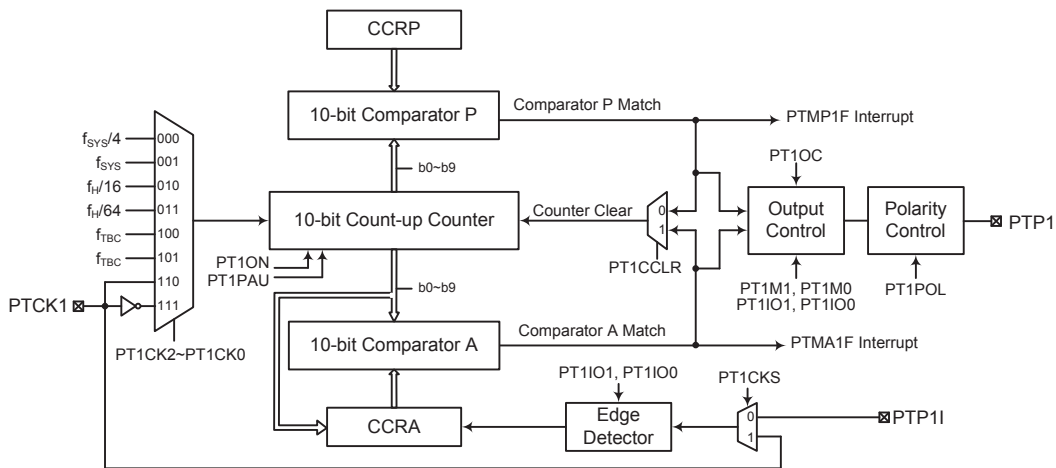 CCRP
10-bit Comparator P
Comparator P Match
PTMP1F Interrupt
b0~b9
fSYS/4
000
fSYS
001
fH/16
010
fH/64
011
fTBC
100
fTBC
101
110
111
PTCK1
PT1CK2~PT1CK0
10-bit Count-up Counter
Counter Clear
0
1
PT1CCLR
PT1OC
Output
Control
Polarity
Control
PTP1
PT1ON
PT1PAU
PT1M1, PT1M0
PT1IO1, PT1IO0
PT1POL
b0~b9
10-bit Comparator A
Comparator A Match
PTMA1F Interrupt
PT1IO1, PT1IO0
PT1CKS
CCRA
Edge
Detector
0
1
PTP1I